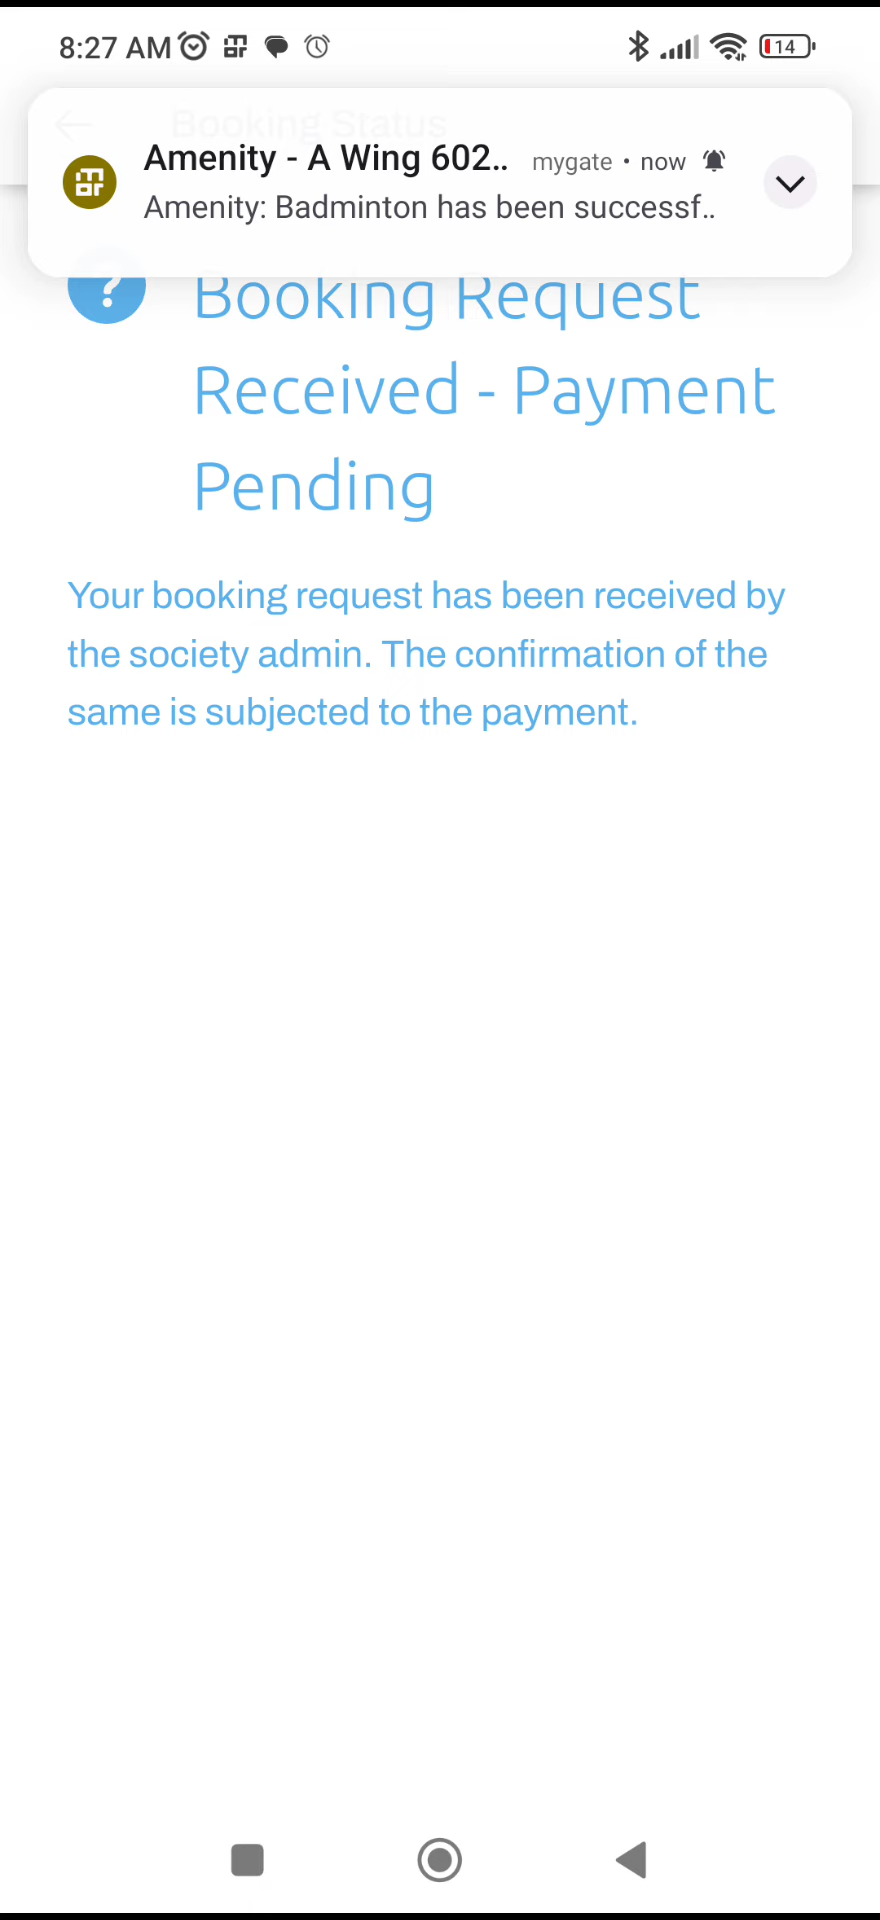 8:27 AM
14
Booking Status
Amenity - A Wing 602.. mygate • now
Amenity: Badminton has been successf..
? Booking Request
Received - Payment
Pending
Your booking request has been received by
the society admin. The confirmation of the
same is subjected to the payment.